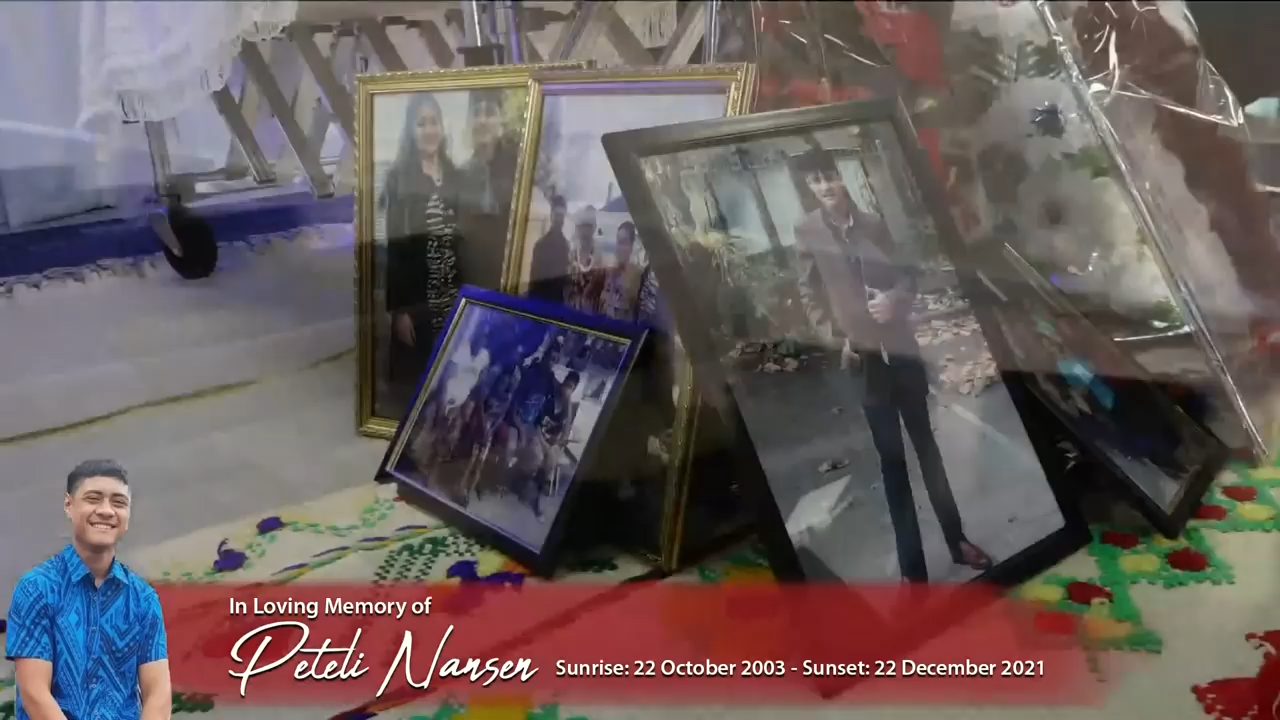 In Loving Memory of
Peteli Nansen Sunrise: 22 October 2003 - Sunset: 22 December 2021